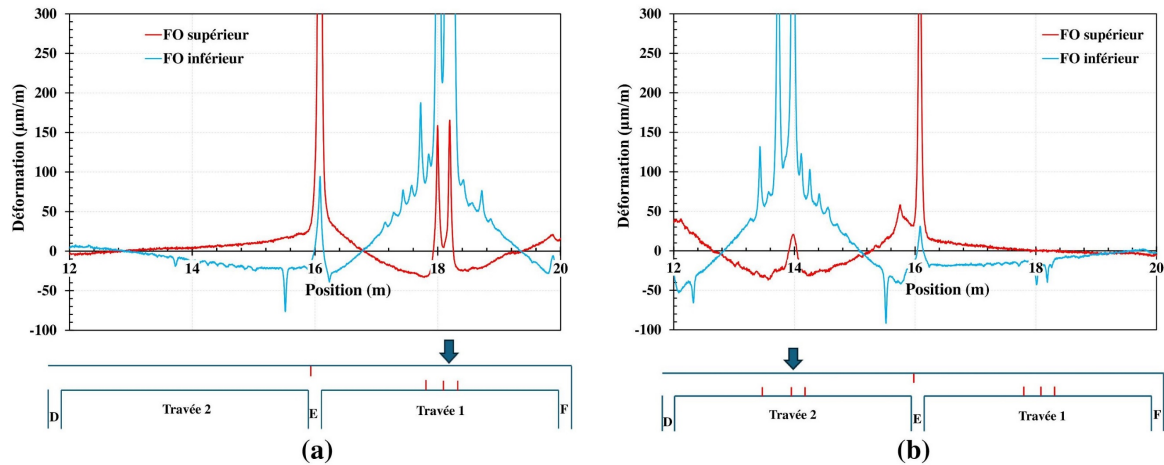 300
250
200
150
100
50
0
-50
-100
Déformation (µm/m)
FO supérieur
FO inférieur
12
14
16
18
20
Position (m)
D
Travée 2
E
Travée 1
F
(a)
300
250
200
150
100
50
0
-50
-100
Déformation (µm/m)
FO supérieur
FO inférieur
12
14
16
18
20
Position (m)
D
Travée 2
E
Travée 1
F
(b)